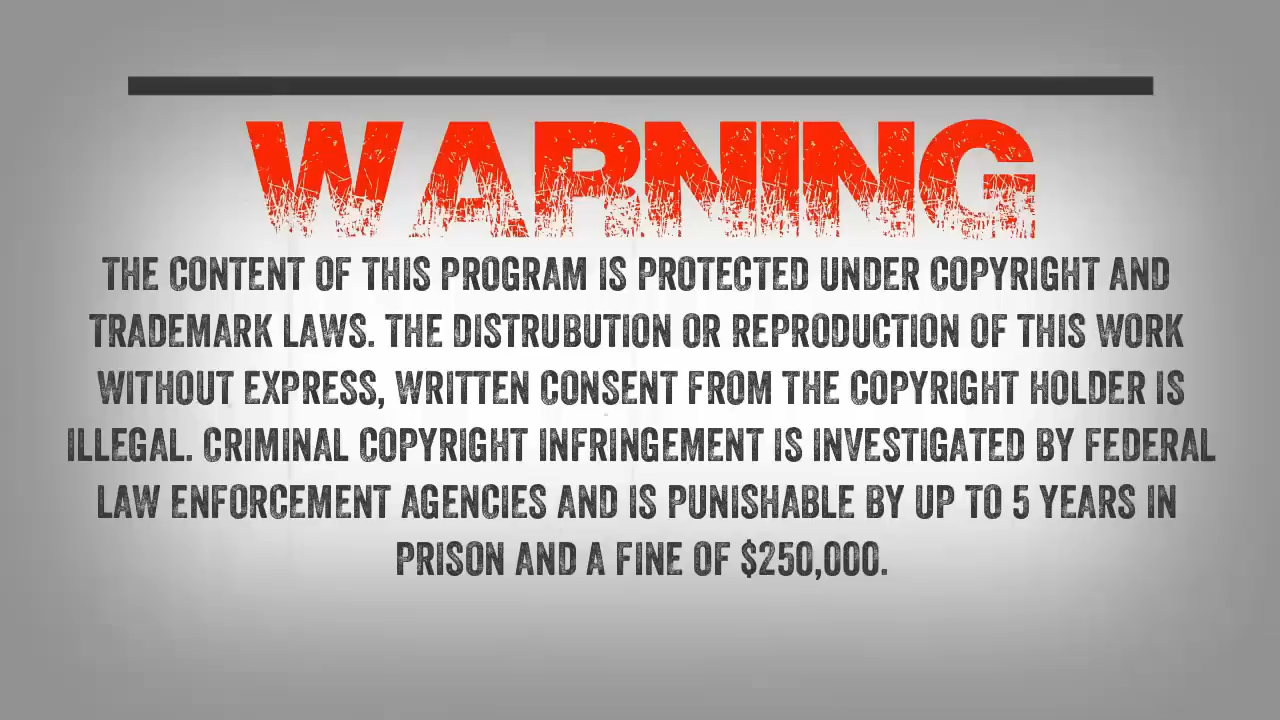 WARNING
THE CONTENT OF THIS PROGRAM IS PROTECTED UNDER COPYRIGHT AND
TRADEMARK LAWS. THE DISTRUBUTION OR REPRODUCTION OF THIS WORK
WITHOUT EXPRESS, WRITTEN CONSENT FROM THE COPYRIGHT HOLDER IS
ILLEGAL. CRIMINAL COPYRIGHT INFRINGEMENT IS INVESTIGATED BY FEDERAL
LAW ENFORCEMENT AGENCIES AND IS PUNISHABLE BY UP TO 5 YEARS IN
PRISON AND A FINE OF $250,000.